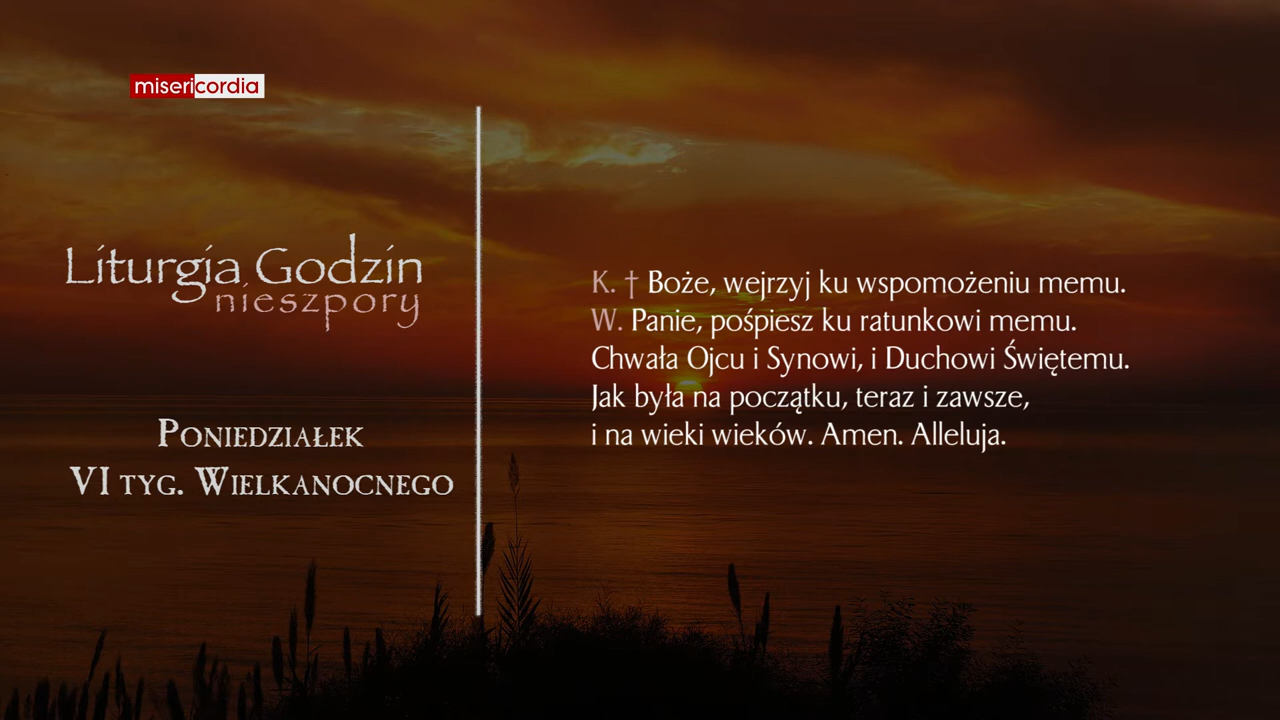 misericordia
Liturgia Godzin
nieszpory
Poniedziałek
VI tyg. Wielkanocnego
K. † Boże, wejrzyj ku wspomożeniu memu.
W. Panie, pośpiesz ku ratunkowi memu.
Chwała Ojcu i Synowi, i Duchowi Świętemu.
Jak była na początku, teraz i zawsze,
i na wieki wieków. Amen. Alleluja.